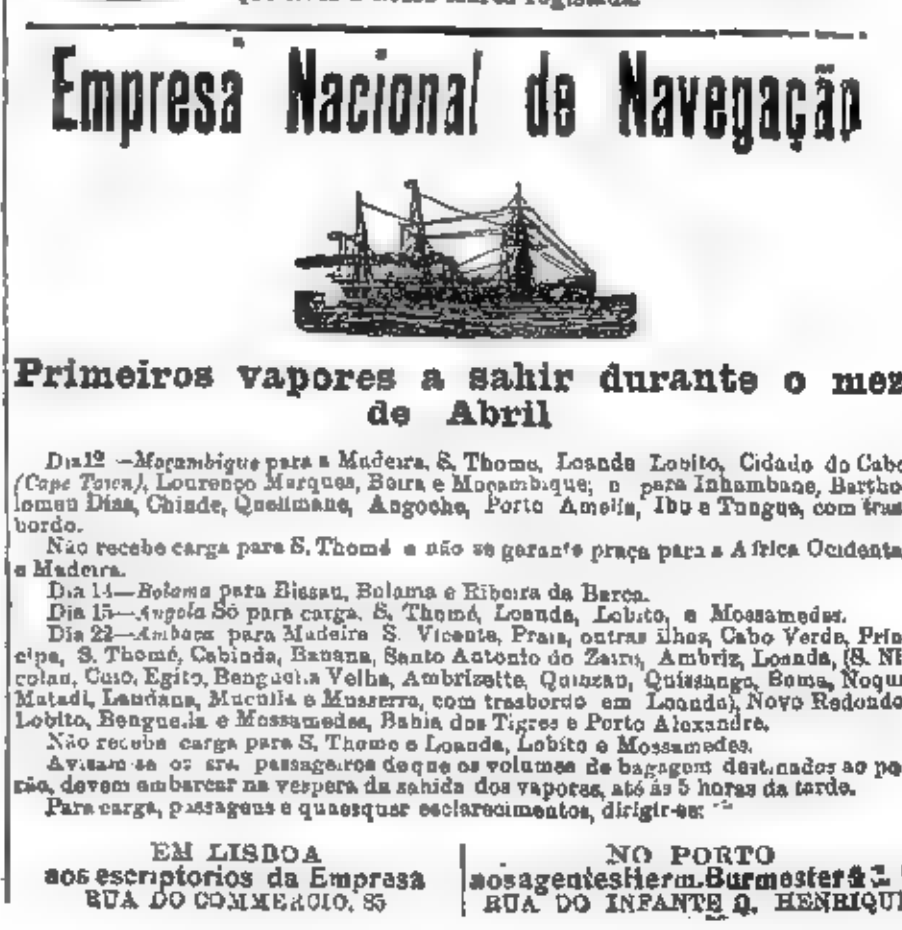 Empresa Nacional de Navegação
Primeiros vapores a sahir durante o mez
de Abril
Dia 12 —Moçambique para a Madeira, S. Thome, Loanda Lobito, Cidade do Cabo
(Cape Town), Lourenço Marques, Beira e Moçambique; e para Inhambane, Bartho
lomeu Dias, Chinde, Quelimane, Angoche, Porto Amelia, Ibo e Tungue, com tras
bordo.
Não recebe carga para S. Thomé e não se garante praça para a Africa Ocidenta
e Madeira.
Dia 14—Bolama para Bissau, Bolama e Ribeira da Barca.
Dia 15—Angola Só para carga. S. Thomé, Loanda, Lobito, e Mossamedes.
Dia 22—Ambaca para Madeira S. Vicente, Praia, outras ilhas, Cabo Verde, Prin
cipe, S. Thomé, Cabinda, Banana, Santo Antonio do Zaire, Ambriz, Loanda, (S. Ni
colau, Cuio, Egito, Benguella Velha, Ambrizette, Quinzau, Quissanga, Boma, Noqui
Matadi, Landana, Mucula e Musserra, com trasbordo em Loanda), Novo Redondo
Lobito, Benguella e Mossamedes, Bahia dos Tigres e Porto Alexandre.
Não recebe carga para S. Thome e Loanda, Lobito e Mossamedes.
Avisam-se os srs. passageiros de que os volumes de bagagem destinados ao po
rão, devem embarcar na vespera da sahida dos vapores, até às 5 horas da tarde.
Para carga, passagens e quaesquer esclarecimentos, dirigir-se:
EM LISBOA
aos escriptorios da Empresa
RUA DO COMMERCIO, 85
NO PORTO
aos agentes Herm. Burmester &
RUA DO INFANTE D. HENRIQUE